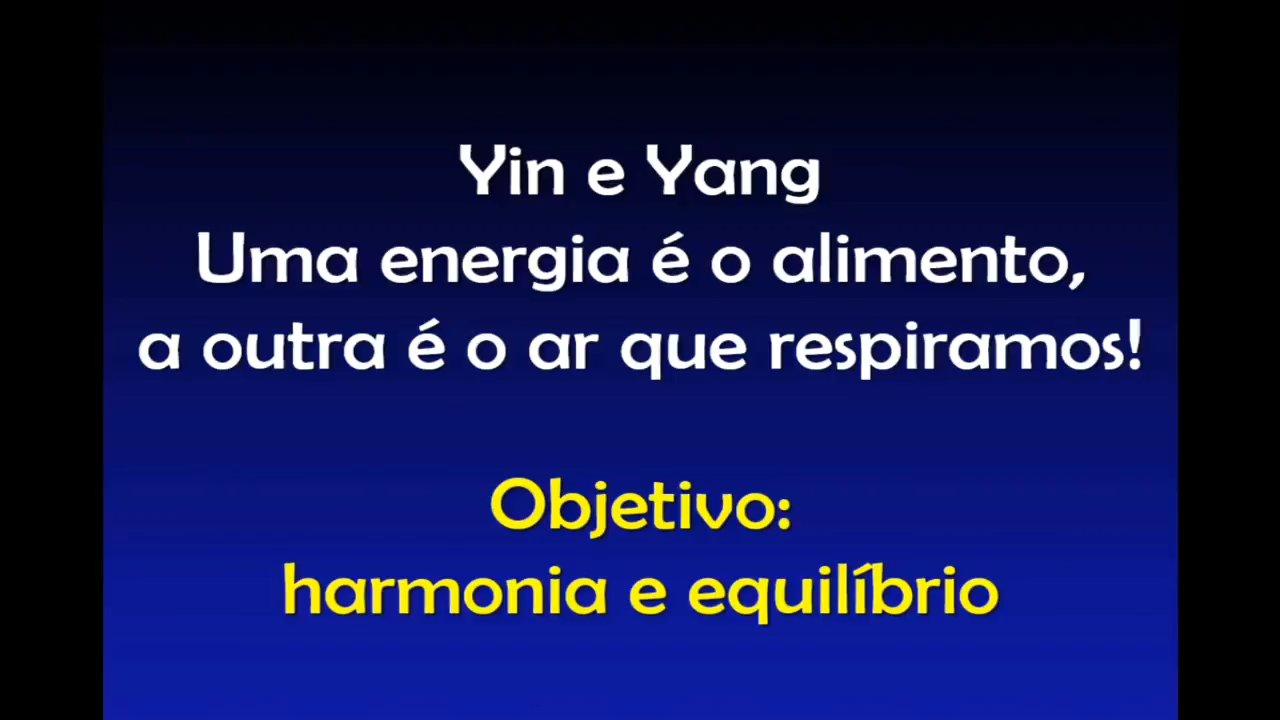 Yin e Yang
Uma energia é o alimento,
a outra é o ar que respiramos!
Objetivo:
harmonia e equilíbrio